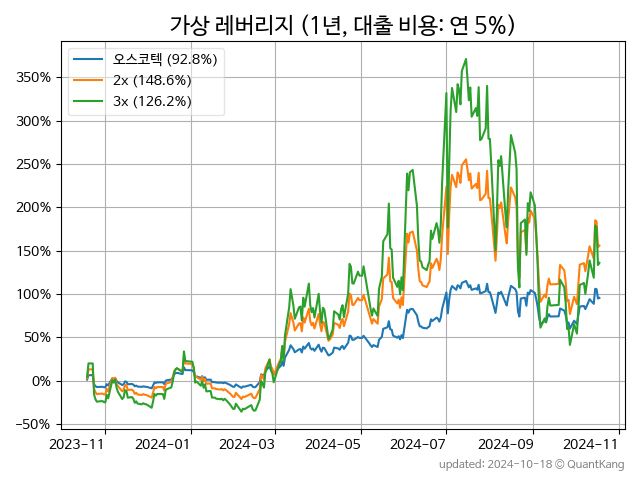 가상 레버리지 (1년, 대출 비용: 연 5%)
오스코텍 (92.8%)
2x (148.6%)
3x (126.2%)
350%
300%
250%
200%
150%
100%
50%
0%
−50%
2023-11 2024-01 2024-03 2024-05 2024-07 2024-09 2024-11
updated: 2024-10-18 © QuantKang